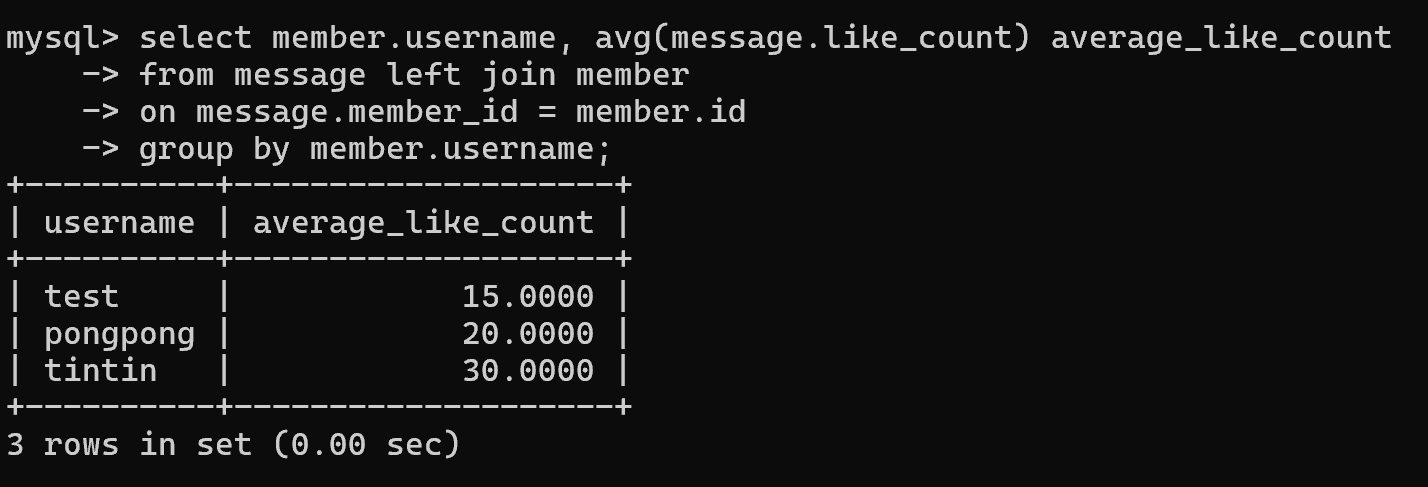 mysql> select member.username, avg(message.like_count) average_like_count
    -> from message left join member
    -> on message.member_id = member.id
    -> group by member.username;
+----------+--------------------+
| username | average_like_count |
+----------+--------------------+
| test     |            15.0000 |
| pongpong |            20.0000 |
| tintin   |            30.0000 |
+----------+--------------------+
3 rows in set (0.00 sec)